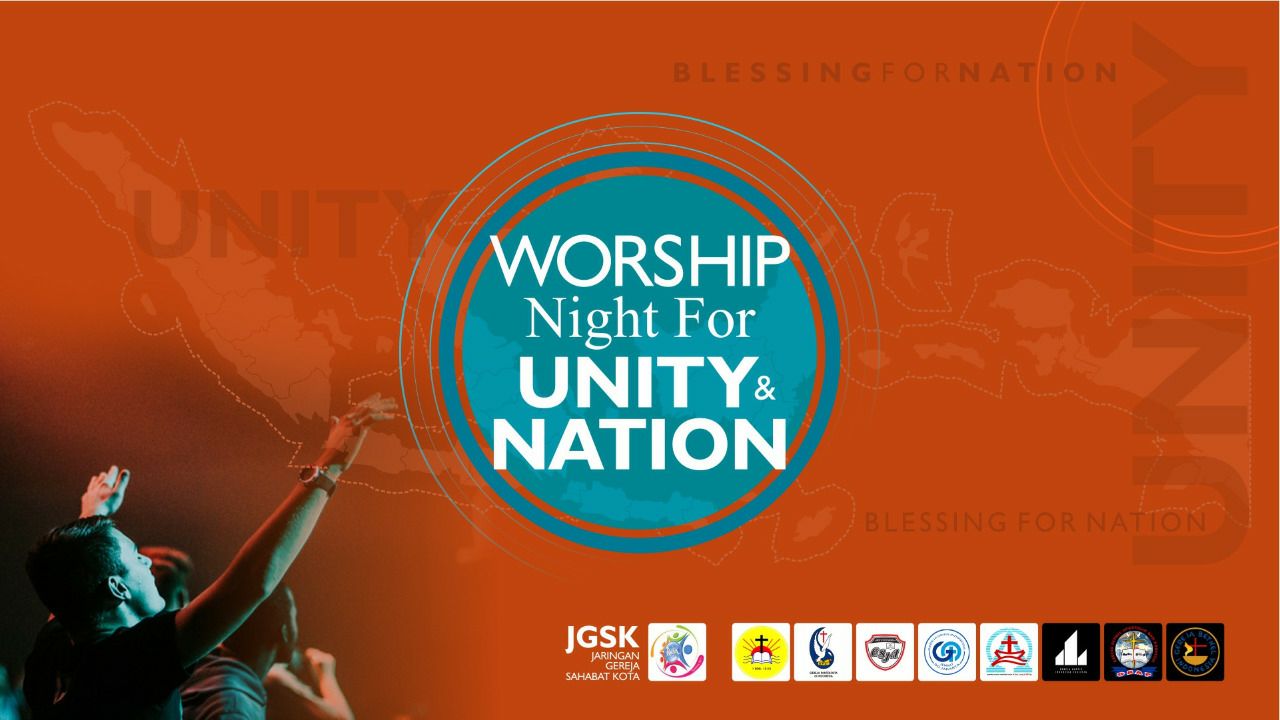 BLESSINGFORNATION
UNITY
UNITY
WORSHIP
Night For
UNITY &
NATION
BLESSING FOR NATION
JGSK
JARINGAN
GEREJA
SAHABAT KOTA